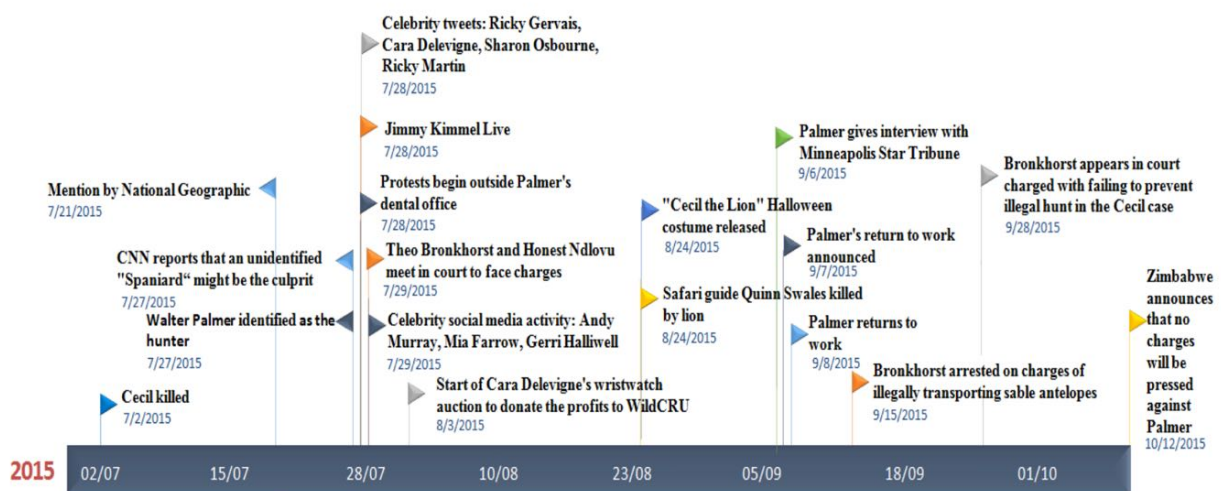 Celebrity tweets: Ricky Gervais,
Cara Delevigne, Sharon Osbourne,
Ricky Martin
7/28/2015
Jimmy Kimmel Live
7/28/2015
Mention by National Geographic
7/21/2015
Protests begin outside Palmer's
dental office
7/28/2015
CNN reports that an unidentified
"Spaniard“ might be the culprit
7/27/2015
Theo Bronkhorst and Honest Ndlovu
meet in court to face charges
7/29/2015
Walter Palmer identified as the
hunter
7/27/2015
Celebrity social media activity: Andy
Murray, Mia Farrow, Gerri Halliwell
7/29/2015
Cecil killed
7/2/2015
Start of Cara Delevigne's wristwatch
auction to donate the profits to WildCRU
8/3/2015
"Cecil the Lion" Halloween
costume released
8/24/2015
Safari guide Quinn Swales killed
by lion
8/24/2015
Palmer gives interview with
Minneapolis Star Tribune
9/6/2015
Palmer's return to work
announced
9/7/2015
Palmer returns to
work
9/8/2015
Bronkhorst arrested on charges of
illegally transporting sable antelopes
9/15/2015
Bronkhorst appears in court
charged with failing to prevent
illegal hunt in the Cecil case
9/28/2015
Zimbabwe
announces
that no
charges
will be
pressed
against
Palmer
10/12/2015
2015 02/07 15/07 28/07 10/08 23/08 05/09 18/09 01/10